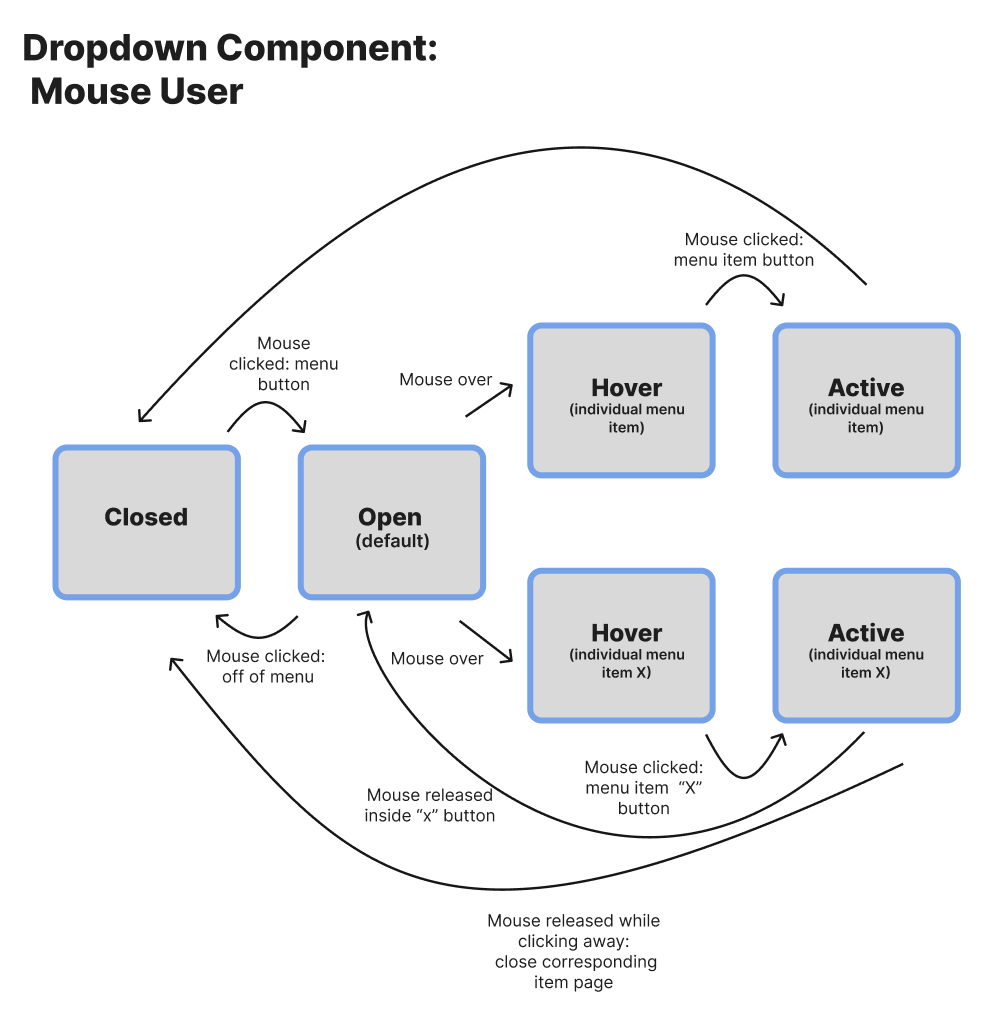 Dropdown Component:
Mouse User
Mouse clicked:
menu item button
Mouse
clicked: menu
button
Mouse over
Hover
(individual menu
item)
Active
(individual menu
item)
Closed
Open
(default)
Hover
(individual menu
item X)
Active
(individual menu
item X)
Mouse clicked:
off of menu
Mouse over
Mouse clicked:
menu item “X”
button
Mouse released
inside “x” button
Mouse released while
clicking away:
close corresponding
item page